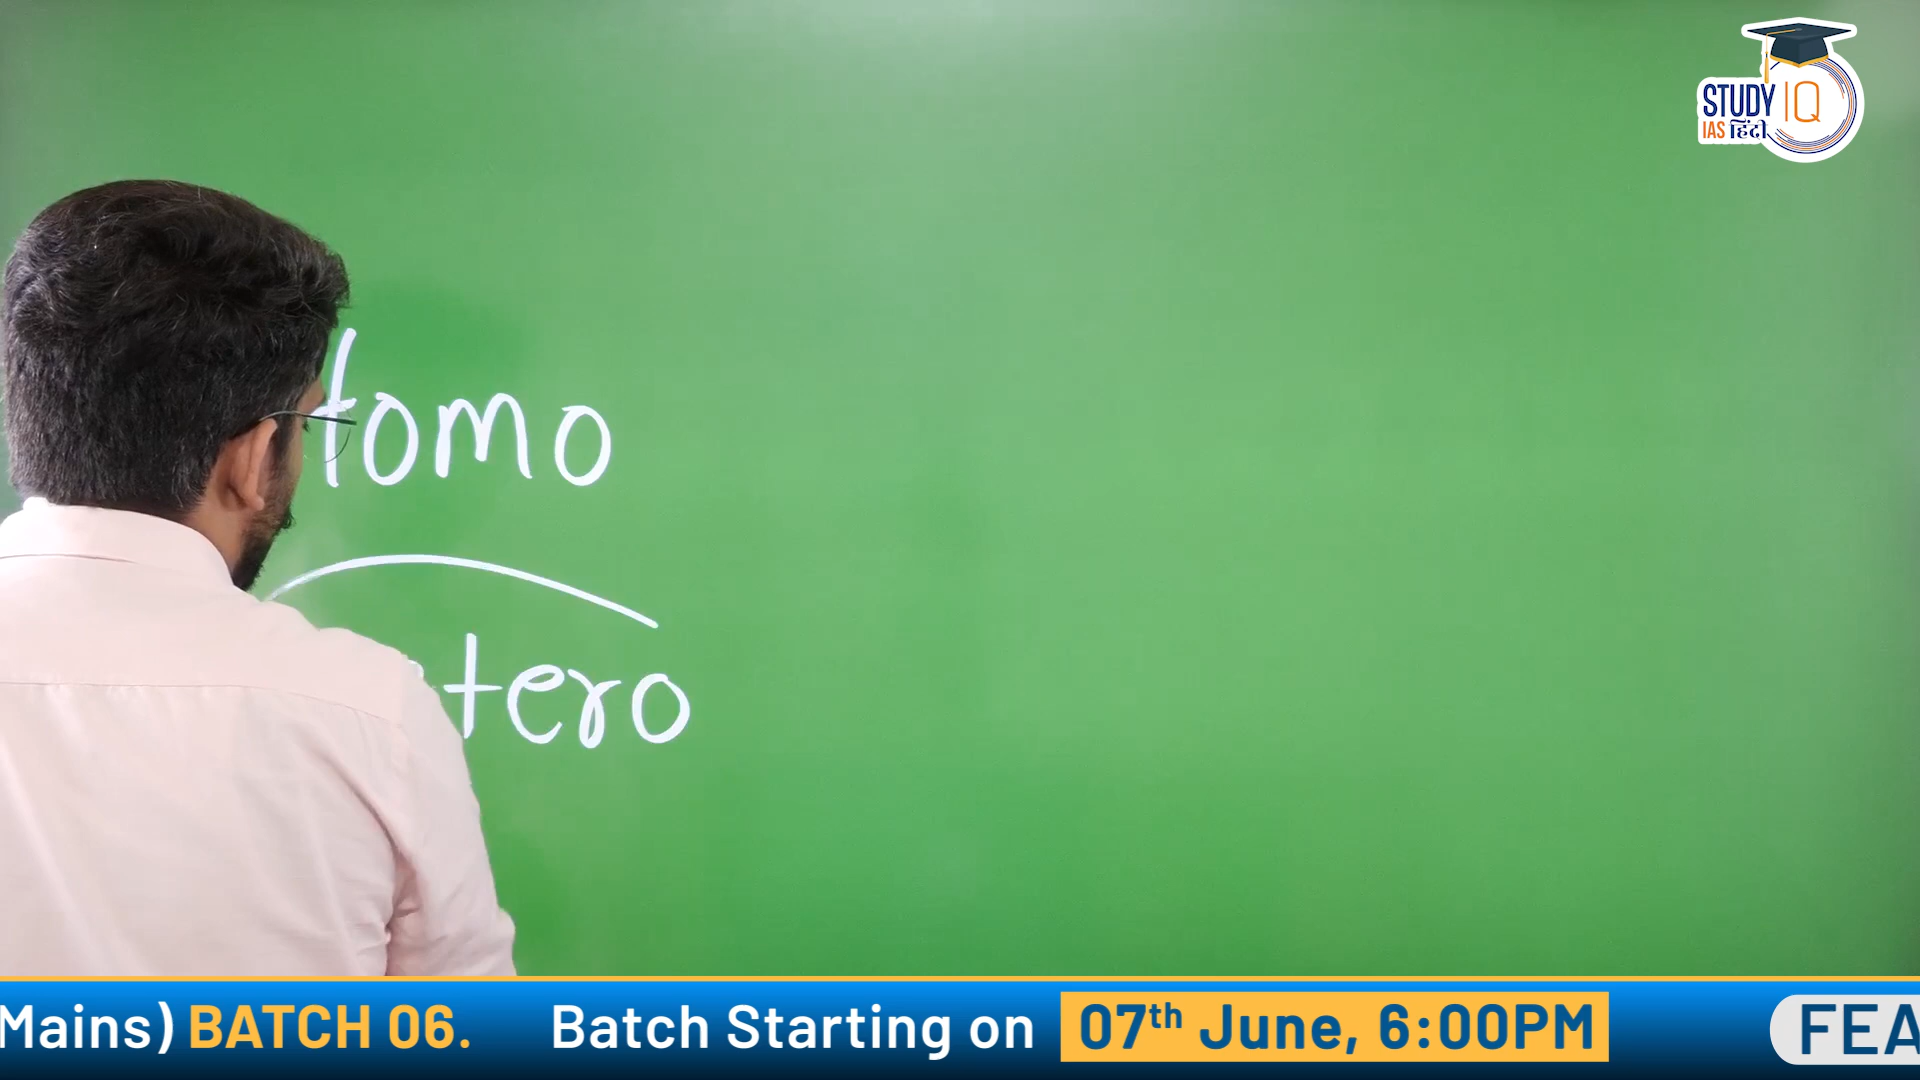 STUDY IQ
IAS हिंदी
tomo
tero
Mains) BATCH 06. Batch Starting on 07th June, 6:00PM FEA